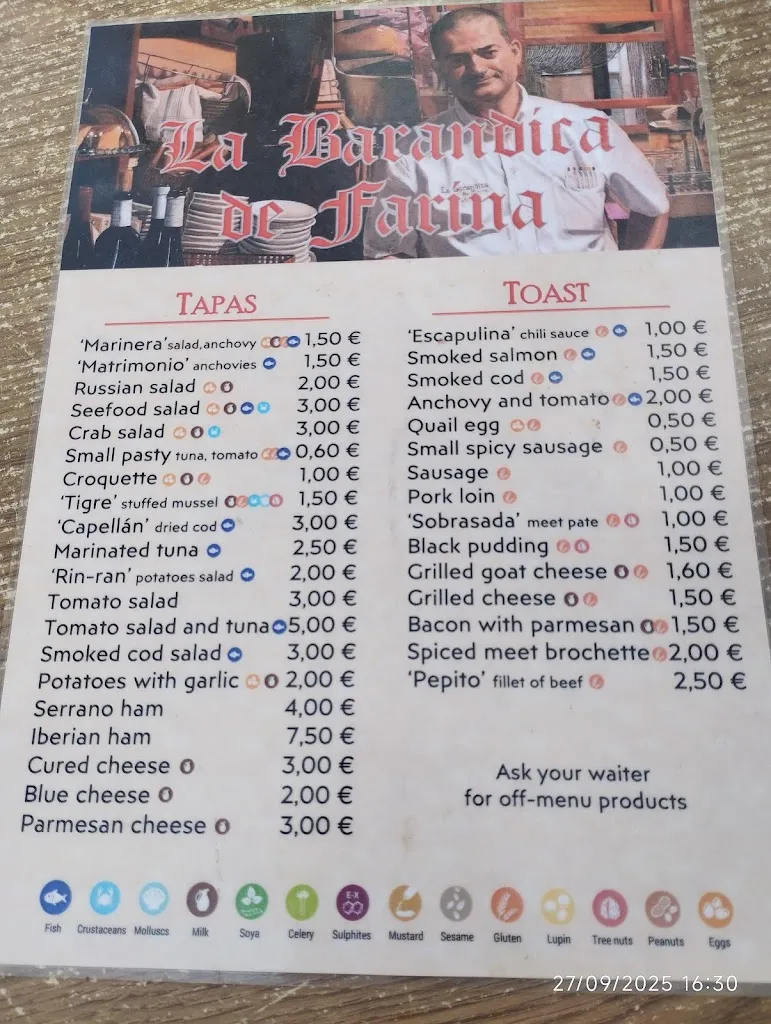 La Barandica
de Farina
TAPAS
'Marinera' salad, anchovy 1,50 €
'Matrimonio' anchovies 1,50 €
Russian salad 2,00 €
Seefood salad 3,00 €
Crab salad 3,00 €
Small pasty tuna, tomato 0,60 €
Croquette 1,00 €
'Tigre' stuffed mussel 1,50 €
'Capellán' dried cod 3,00 €
Marinated tuna 2,50 €
'Rin-ran' potatoes salad 2,00 €
Tomato salad 3,00 €
Tomato salad and tuna 5,00 €
Smoked cod salad 3,00 €
Potatoes with garlic 2,00 €
Serrano ham 4,00 €
Iberian ham 7,50 €
Cured cheese 3,00 €
Blue cheese 2,00 €
Parmesan cheese 3,00 €
TOAST
'Escapulina' chili sauce 1,00 €
Smoked salmon 1,50 €
Smoked cod 1,50 €
Anchovy and tomato 2,00 €
Quail egg 0,50 €
Small spicy sausage 0,50 €
Sausage 1,00 €
Pork loin 1,00 €
'Sobrasada' meet pate 1,00 €
Black pudding 1,50 €
Grilled goat cheese 1,60 €
Grilled cheese 1,50 €
Bacon with parmesan 1,50 €
Spiced meet brochette 2,00 €
'Pepito' fillet of beef 2,50 €
Ask your waiter
for off-menu products
E-X
Fish Crustaceans Molluscs Milk Soya Celery Sulphites Mustard Sesame Gluten Lupin Tree nuts Peanuts Eggs
27/09/2025 16:30